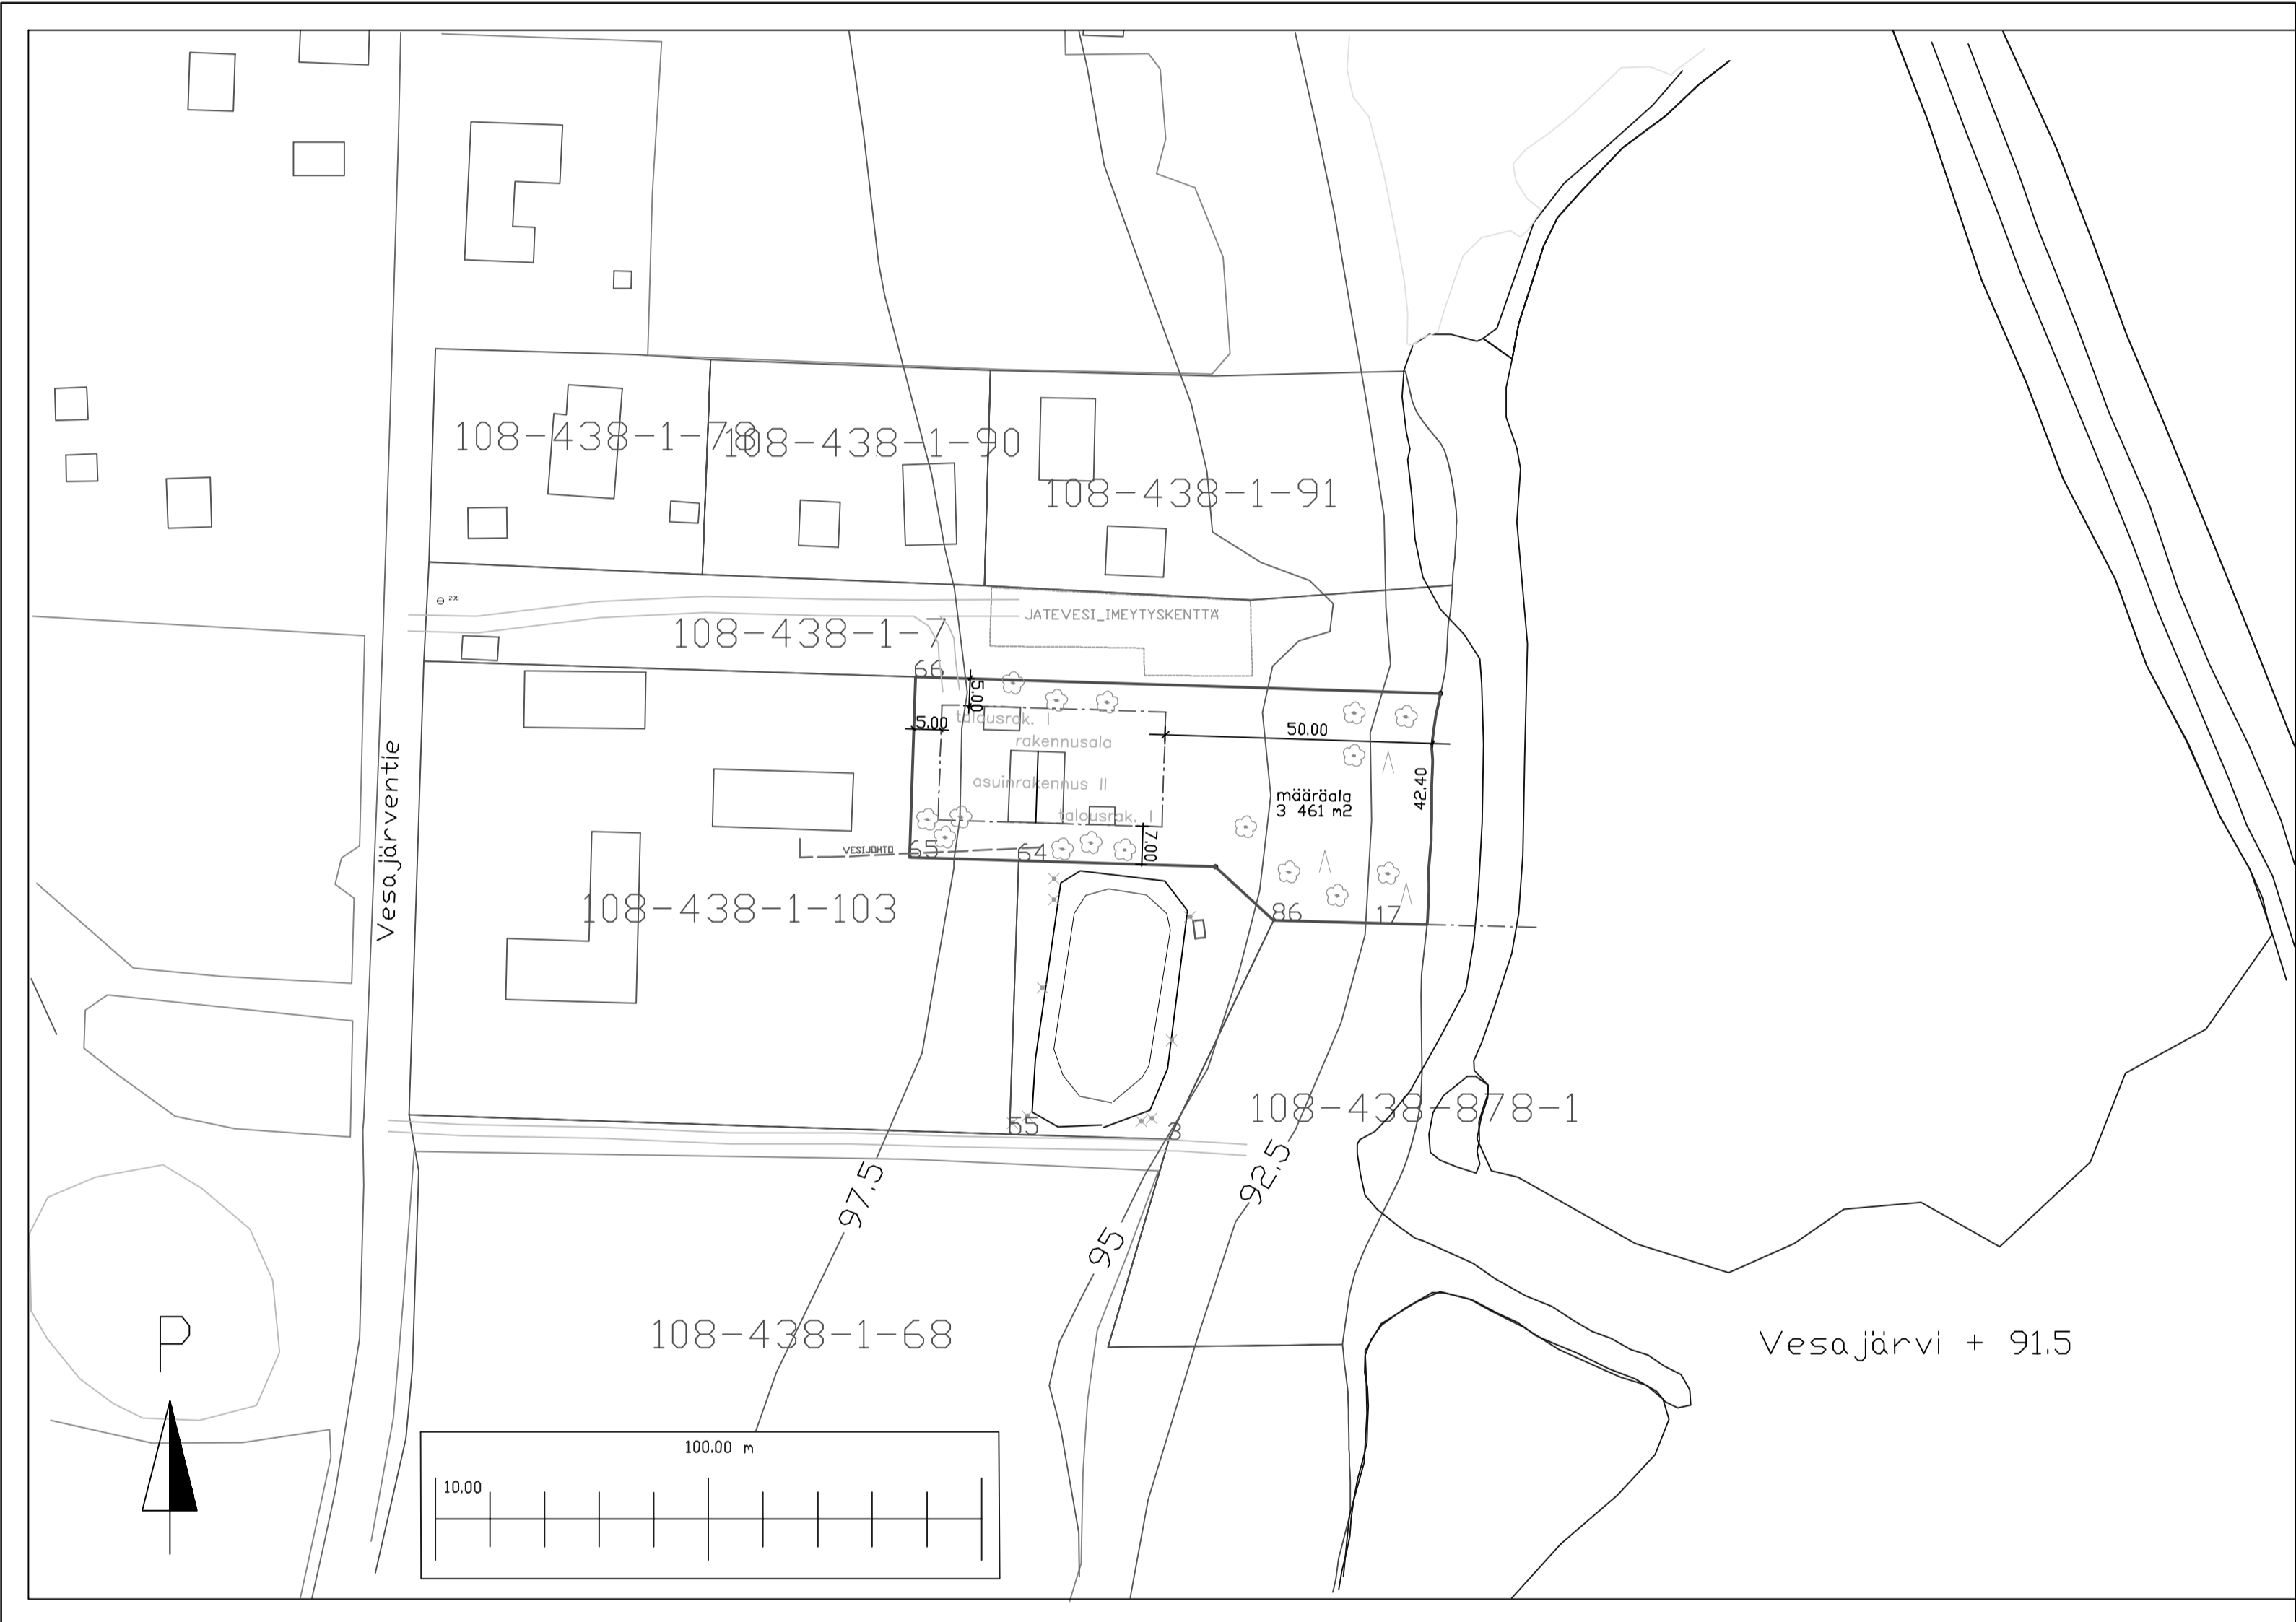 108-438-1-78
108-438-1-90
108-438-1-91
298
JATEVESI_IMEYTYSKENTTÄ
108-438-1-7
66
5.00
talousrak. I
5.00
50.00
rakennusala
asuinrakennus II
42.40
määräala
3 461 m2
talousrak. I
7.00
Vesajärventie
VESIJOHTO
65
64
108-438-1-103
86
17
108-438-878-1
65
3
97.5
92.5
95
P
108-438-1-68
Vesajärvi + 91.5
100.00 m
10.00